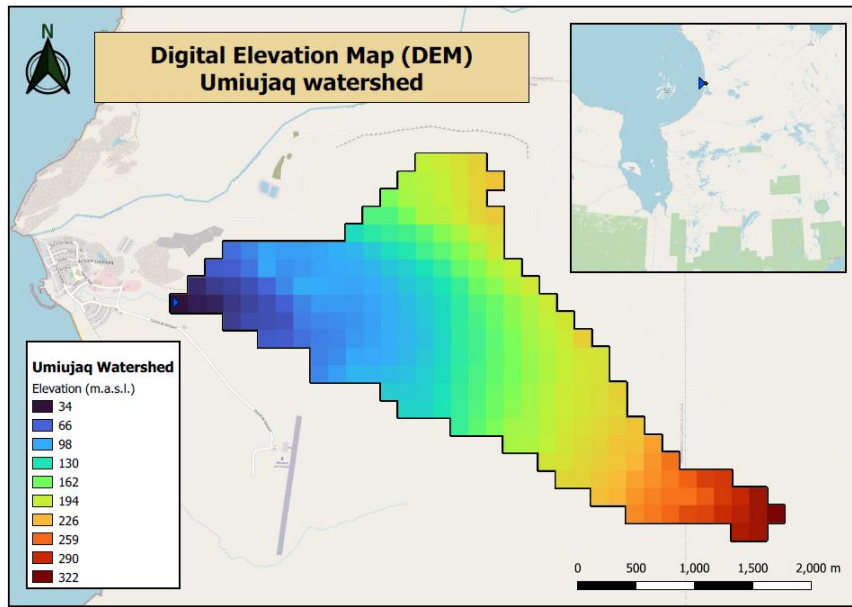 N
Digital Elevation Map (DEM)
Umiujaq watershed
Umiujaq Watershed
Elevation (m.a.s.l.)
34
66
98
130
162
194
226
259
290
322
0 500 1,000 1,500 2,000 m